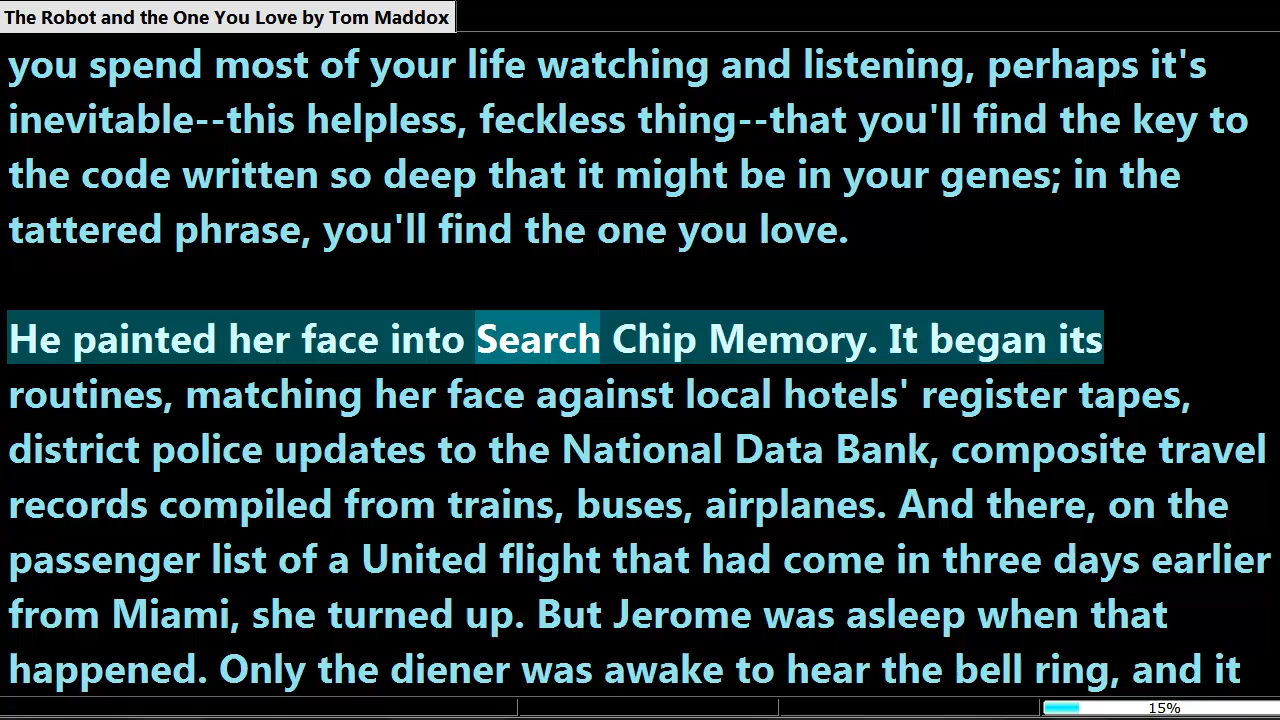 The Robot and the One You Love by Tom Maddox
you spend most of your life watching and listening, perhaps it's
inevitable--this helpless, feckless thing--that you'll find the key to
the code written so deep that it might be in your genes; in the
tattered phrase, you'll find the one you love.
He painted her face into Search Chip Memory. It began its
routines, matching her face against local hotels' register tapes,
district police updates to the National Data Bank, composite travel
records compiled from trains, buses, airplanes. And there, on the
passenger list of a United flight that had come in three days earlier
from Miami, she turned up. But Jerome was asleep when that
happened. Only the diener was awake to hear the bell ring, and it
15%